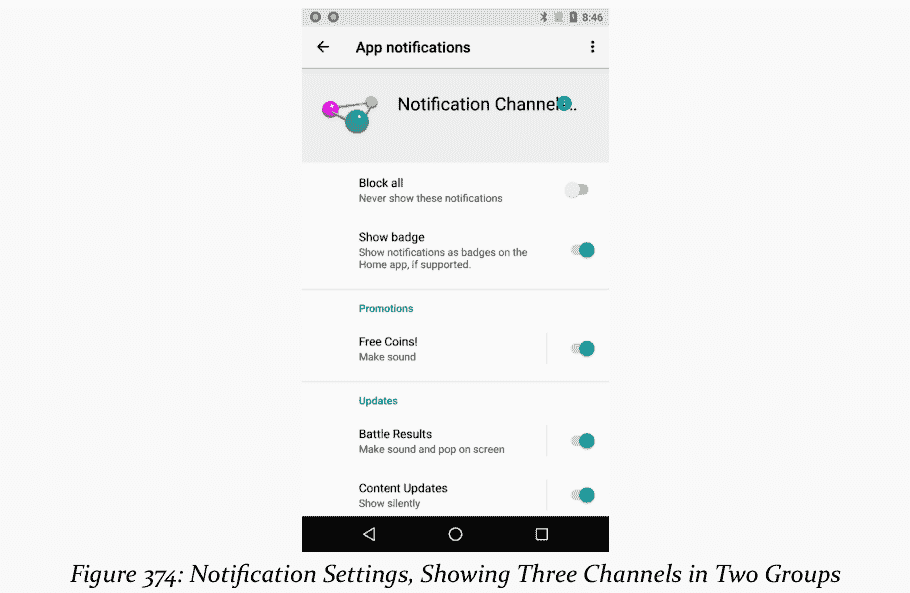 8:46
App notifications
Notification Channel..
Block all
Never show these notifications
Show badge
Show notifications as badges on the
Home app, if supported.
Promotions
Free Coins!
Make sound
Updates
Battle Results
Make sound and pop on screen
Content Updates
Show silently
Figure 374: Notification Settings, Showing Three Channels in Two Groups